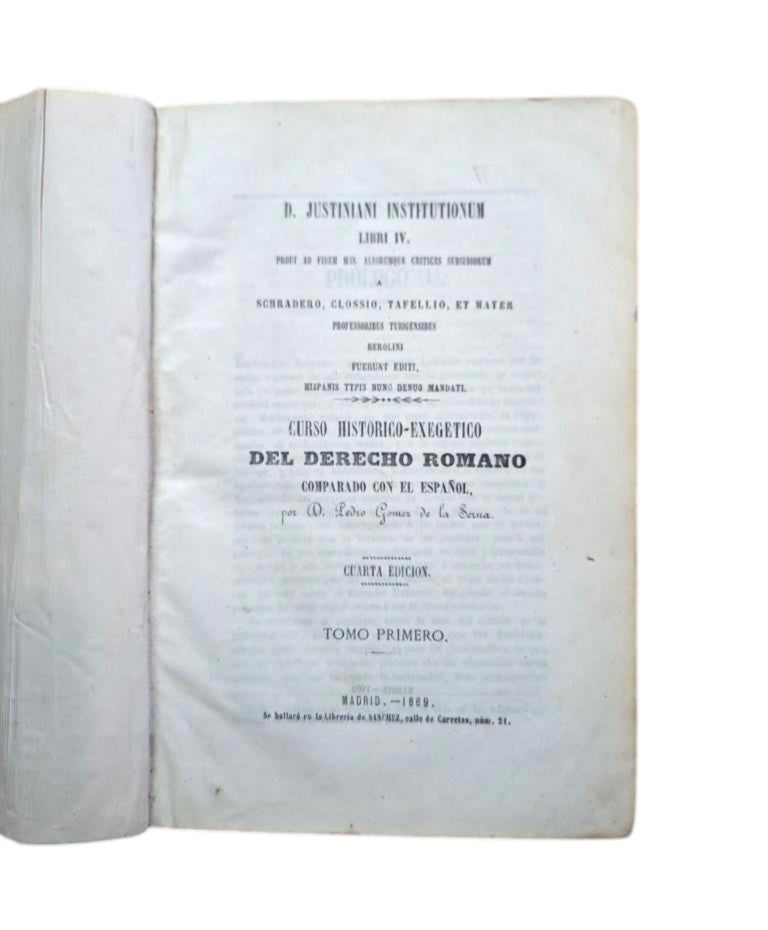 D. JUSTINIANI INSTITUTIONUM
LIBRI IV.
PROUT AD FIDEM MSS. ALIORUMQUE CRITICES SUBSIDIORUM
A
SCHRADERO, CLOSSIO, TAFELLIO, ET MAYER
PROFESSORIBUS TUBIGENSIBUS
BEROLINI
FUERUNT EDITI,
HISPANIS TYPIS NUNC DENUO MANDATI.
CURSO HISTORICO-EXEGETICO
DEL DERECHO ROMANO
COMPARADO CON EL ESPAÑOL,
por D. Pedro Gomez de la Serna.
CUARTA EDICION.
TOMO PRIMERO.
MADRID.—1869.
Se hallará en la Librería de SANCHEZ, calle de Carretas, núm. 21.